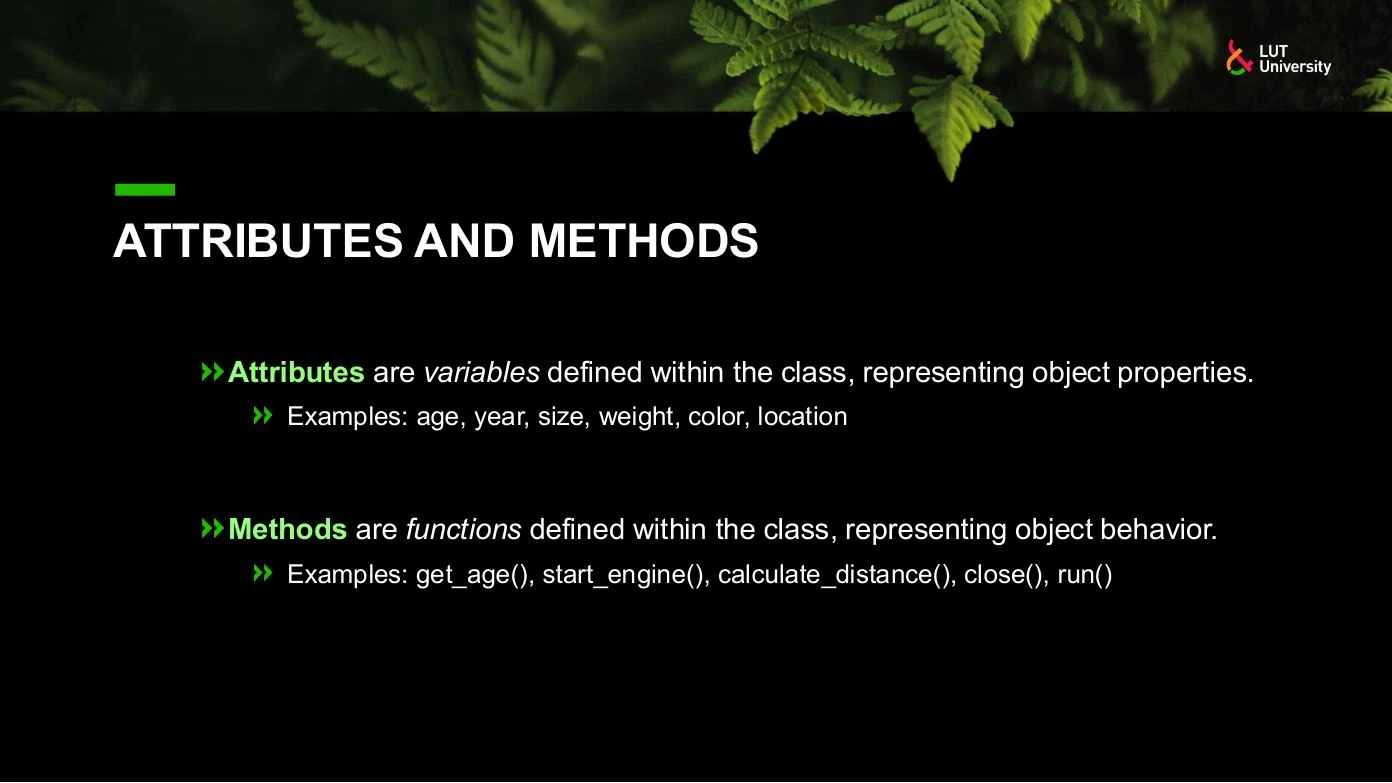 LUT
University
ATTRIBUTES AND METHODS
Attributes are variables defined within the class, representing object properties.
Examples: age, year, size, weight, color, location
Methods are functions defined within the class, representing object behavior.
Examples: get_age(), start_engine(), calculate_distance(), close(), run()